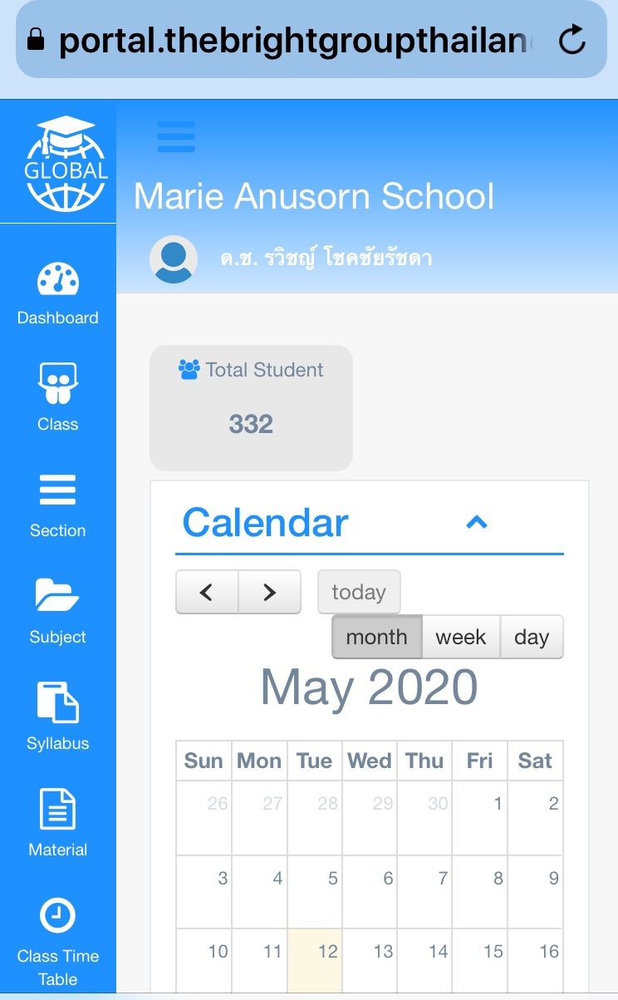 portal.thebrightgroupthailan
GLOBAL
Marie Anusorn School
ด.ช. รวิชญ์ โชคชัยรัชดา
Dashboard
Class
Section
Subject
Syllabus
Material
Class Time
Table
Total Student
332
Calendar
today
month week day
May 2020
Sun Mon Tue Wed Thu Fri Sat
26 27 28 29 30 1 2
3 4 5 6 7 8 9
10 11 12 13 14 15 16